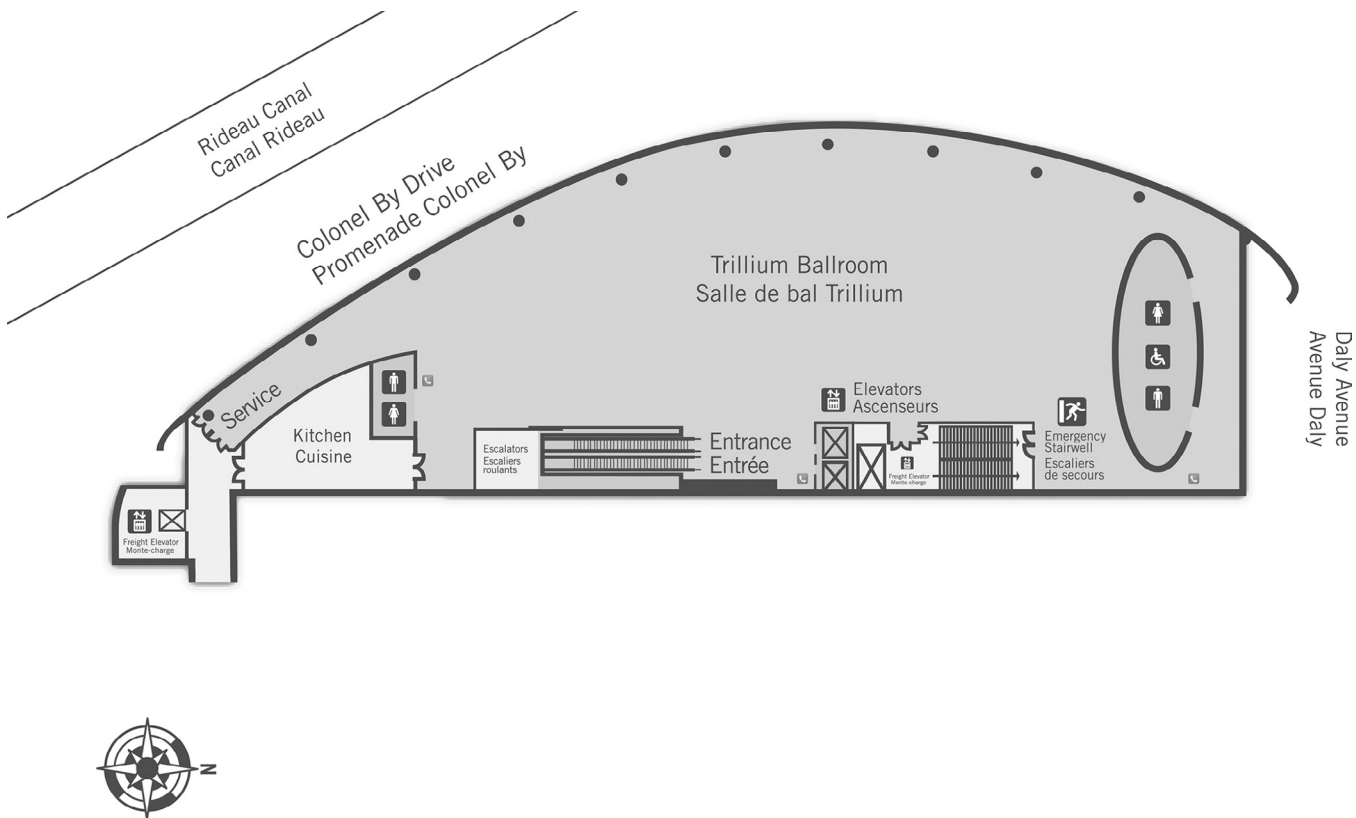 Rideau Canal
Canal Rideau
Colonel By Drive
Promenade Colonel By
Trillium Ballroom
Salle de bal Trillium
Daly Avenue
Avenue Daly
Service
Kitchen
Cuisine
Escalators
Escaliers
roulants
Entrance
Entrée
Elevators
Ascenseurs
Freight Elevator
Monte-charge
Emergency
Stairwell
Escaliers
de secours
Freight Elevator
Monte-charge
N